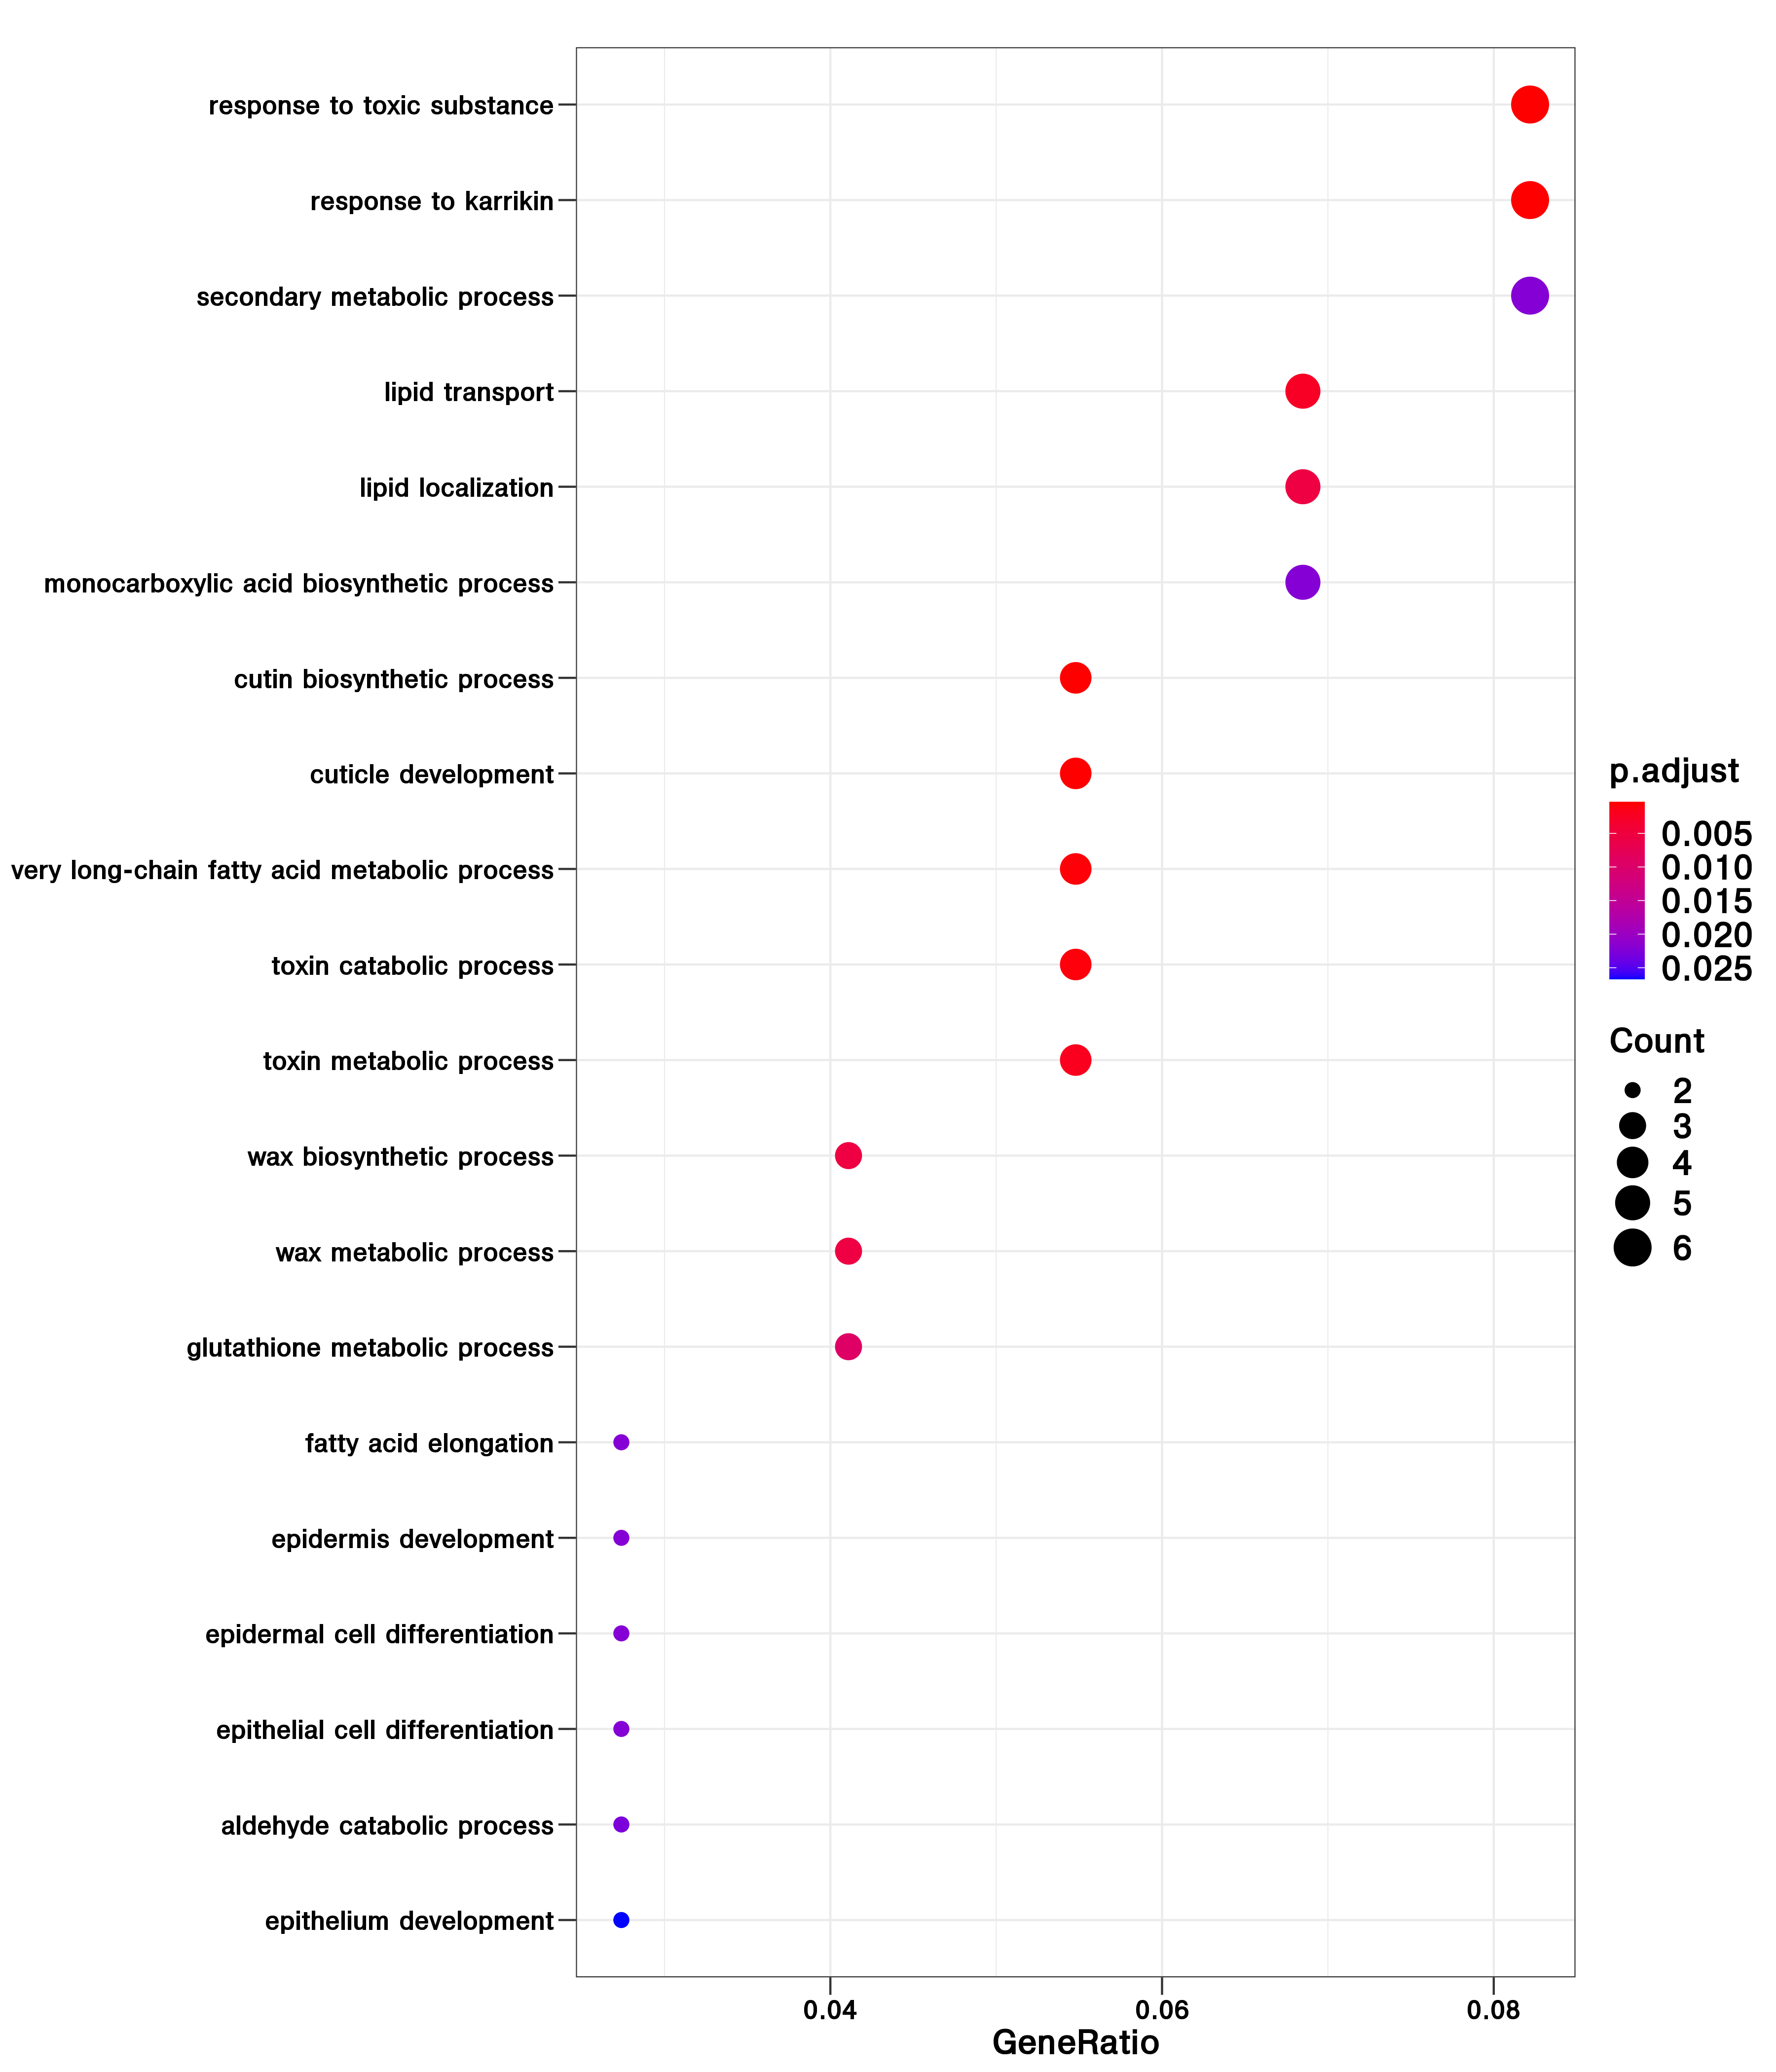 response to toxic substance
response to karrikin
secondary metabolic process
lipid transport
lipid localization
monocarboxylic acid biosynthetic process
cutin biosynthetic process
cuticle development
very long-chain fatty acid metabolic process
toxin catabolic process
toxin metabolic process
wax biosynthetic process
wax metabolic process
glutathione metabolic process
fatty acid elongation
epidermis development
epidermal cell differentiation
epithelial cell differentiation
aldehyde catabolic process
epithelium development
0.04 0.06 0.08
GeneRatio
p.adjust
0.005
0.010
0.015
0.020
0.025
Count
2
3
4
5
6